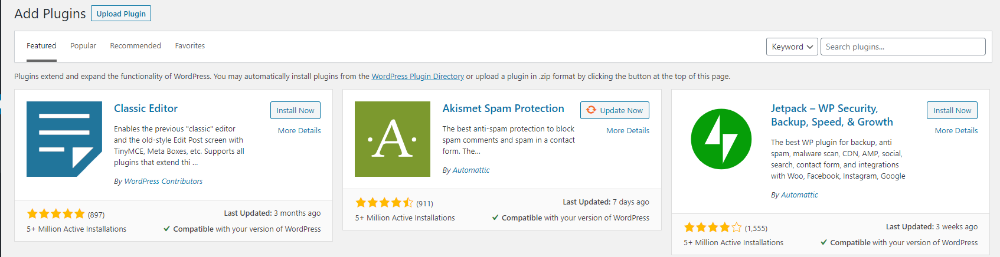 Add Plugins Upload Plugin
Featured Popular Recommended Favorites Keyword Search plugins...
Plugins extend and expand the functionality of WordPress. You may automatically install plugins from the WordPress Plugin Directory or upload a plugin in .zip format by clicking the button at the top of this page.
Classic Editor
Install Now
More Details
Enables the previous "classic" editor
and the old-style Edit Post screen with
TinyMCE, Meta Boxes, etc. Supports all
plugins that extend thi ...
By WordPress Contributors
(897)
Last Updated: 3 months ago
5+ Million Active Installations
Compatible with your version of WordPress
·A·
Akismet Spam Protection
Update Now
More Details
The best anti-spam protection to block
spam comments and spam in a contact
form. The...
By Automattic
(911)
Last Updated: 7 days ago
5+ Million Active Installations
Compatible with your version of WordPress
Jetpack – WP Security,
Backup, Speed, & Growth
Install Now
More Details
The best WP plugin for backup, anti
spam, malware scan, CDN, AMP, social,
search, contact form, and integrations
with Woo, Facebook, Instagram, Google
By Automattic
(1,555)
Last Updated: 3 weeks ago
5+ Million Active Installations
Compatible with your version of WordPress